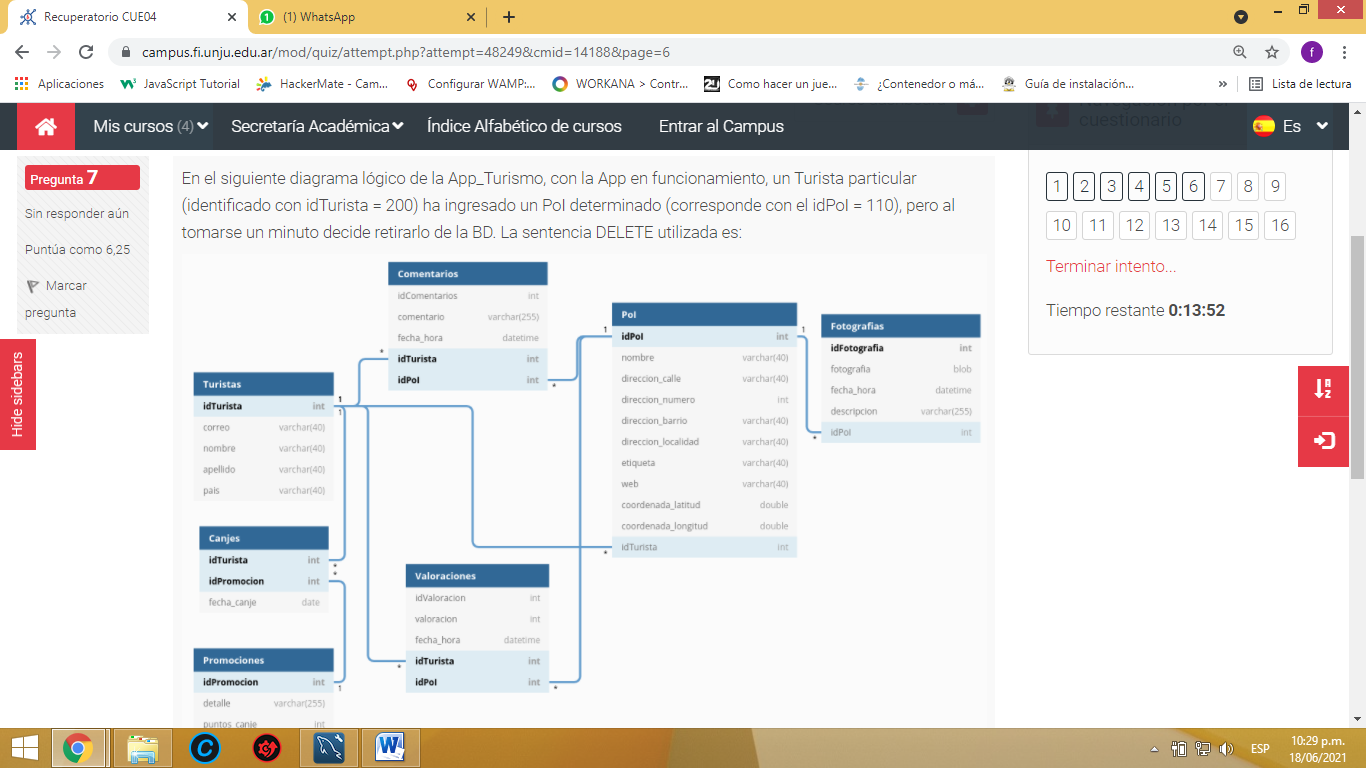 Recuperatorio CUE04
(1) WhatsApp
campus.fi.unju.edu.ar/mod/quiz/attempt.php?attempt=48249&cmid=14188&page=6
f
Aplicaciones
JavaScript Tutorial
HackerMate - Cam...
Configurar WAMP:...
WORKANA > Contr...
Como hacer un jue...
¿Contenedor o má...
Guía de instalación...
»
Lista de lectura
Mis cursos (4)
Secretaría Académica
Índice Alfabético de cursos
Entrar al Campus
cuestionario
Es
Pregunta 7
Sin responder aún
Puntúa como 6,25
Marcar
pregunta
Hide sidebars
En el siguiente diagrama lógico de la App_Turismo, con la App en funcionamiento, un Turista particular
(identificado con idTurista = 200) ha ingresado un PoI determinado (corresponde con el idPoI = 110), pero al
tomarse un minuto decide retirarlo de la BD. La sentencia DELETE utilizada es:
Comentarios
idComentarios int
comentario varchar(255)
fecha_hora datetime
idTurista int
idPoI int
Turistas
idTurista int
correo varchar(40)
nombre varchar(40)
apellido varchar(40)
pais varchar(40)
Canjes
idTurista int
idPromocion int
fecha_canje date
Promociones
idPromocion int
detalle varchar(255)
puntos_canje int
Valoraciones
idValoracion int
valoracion int
fecha_hora datetime
idTurista int
idPoI int
PoI
idPoI int
nombre varchar(40)
direccion_calle varchar(40)
direccion_numero int
direccion_barrio varchar(40)
direccion_localidad varchar(40)
etiqueta varchar(40)
web varchar(40)
coordenada_latitud double
coordenada_longitud double
idTurista int
Fotografias
idFotografia int
fotografia blob
fecha_hora datetime
descripcion varchar(255)
idPoI int
1 2 3 4 5 6 7 8 9
10 11 12 13 14 15 16
Terminar intento...
Tiempo restante 0:13:52
ESP
10:29 p.m.
18/06/2021